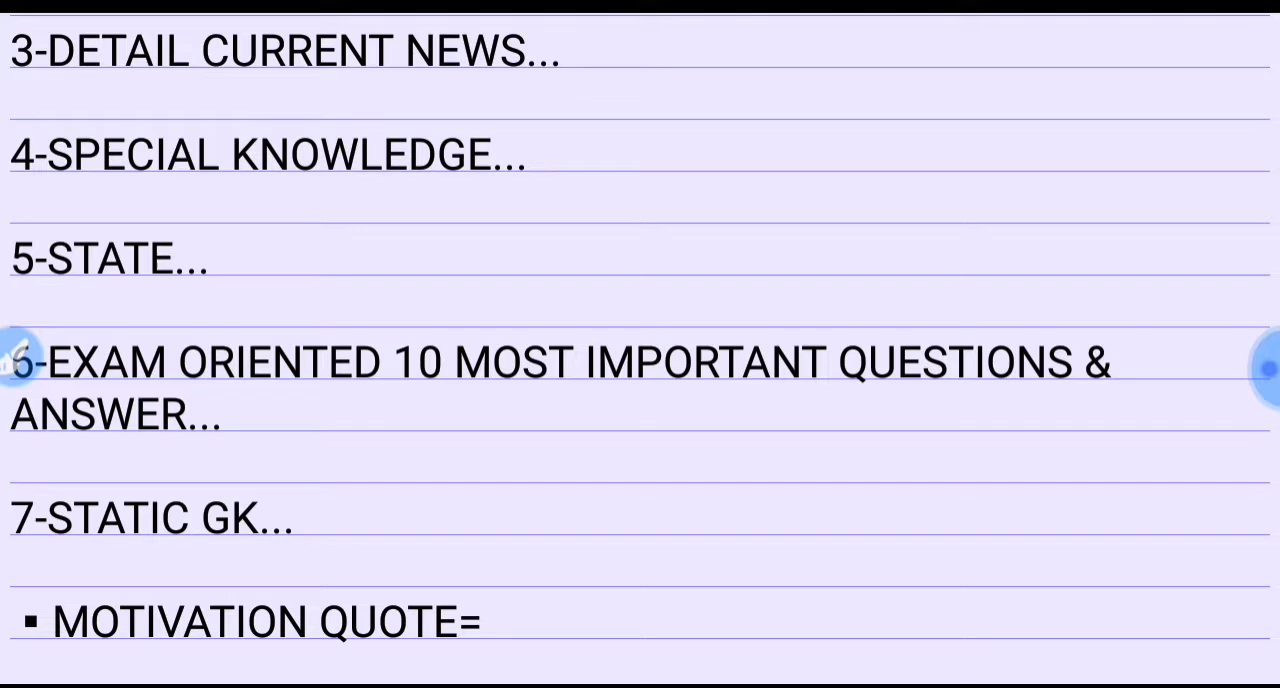 3-DETAIL CURRENT NEWS...
4-SPECIAL KNOWLEDGE...
5-STATE...
6-EXAM ORIENTED 10 MOST IMPORTANT QUESTIONS &
ANSWER...
7-STATIC GK...
▪ MOTIVATION QUOTE=